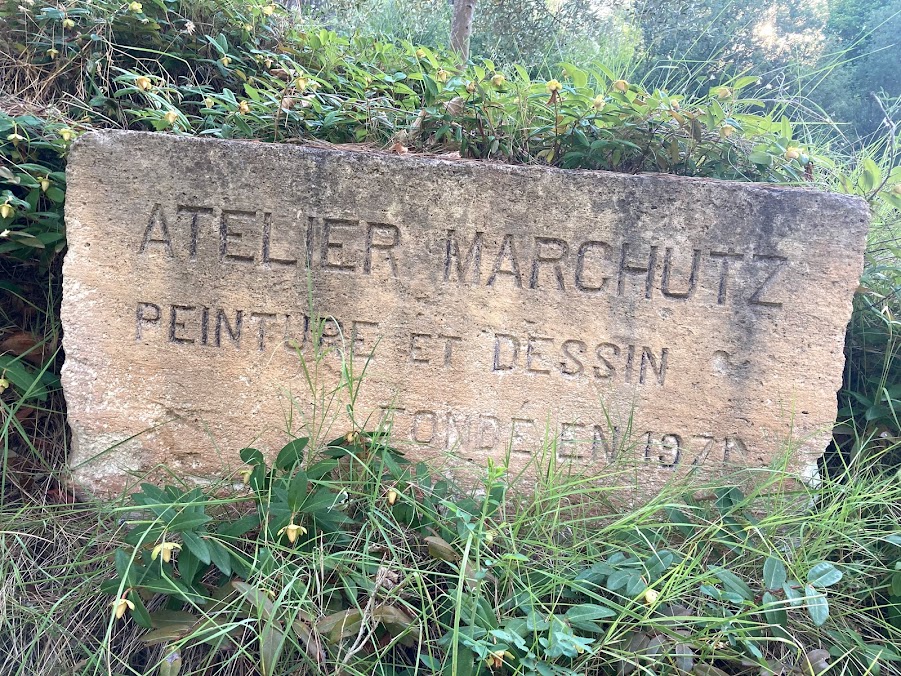 ATELIER MARCHUTZ
PEINTURE ET DESSIN
FONDÉ EN 1971